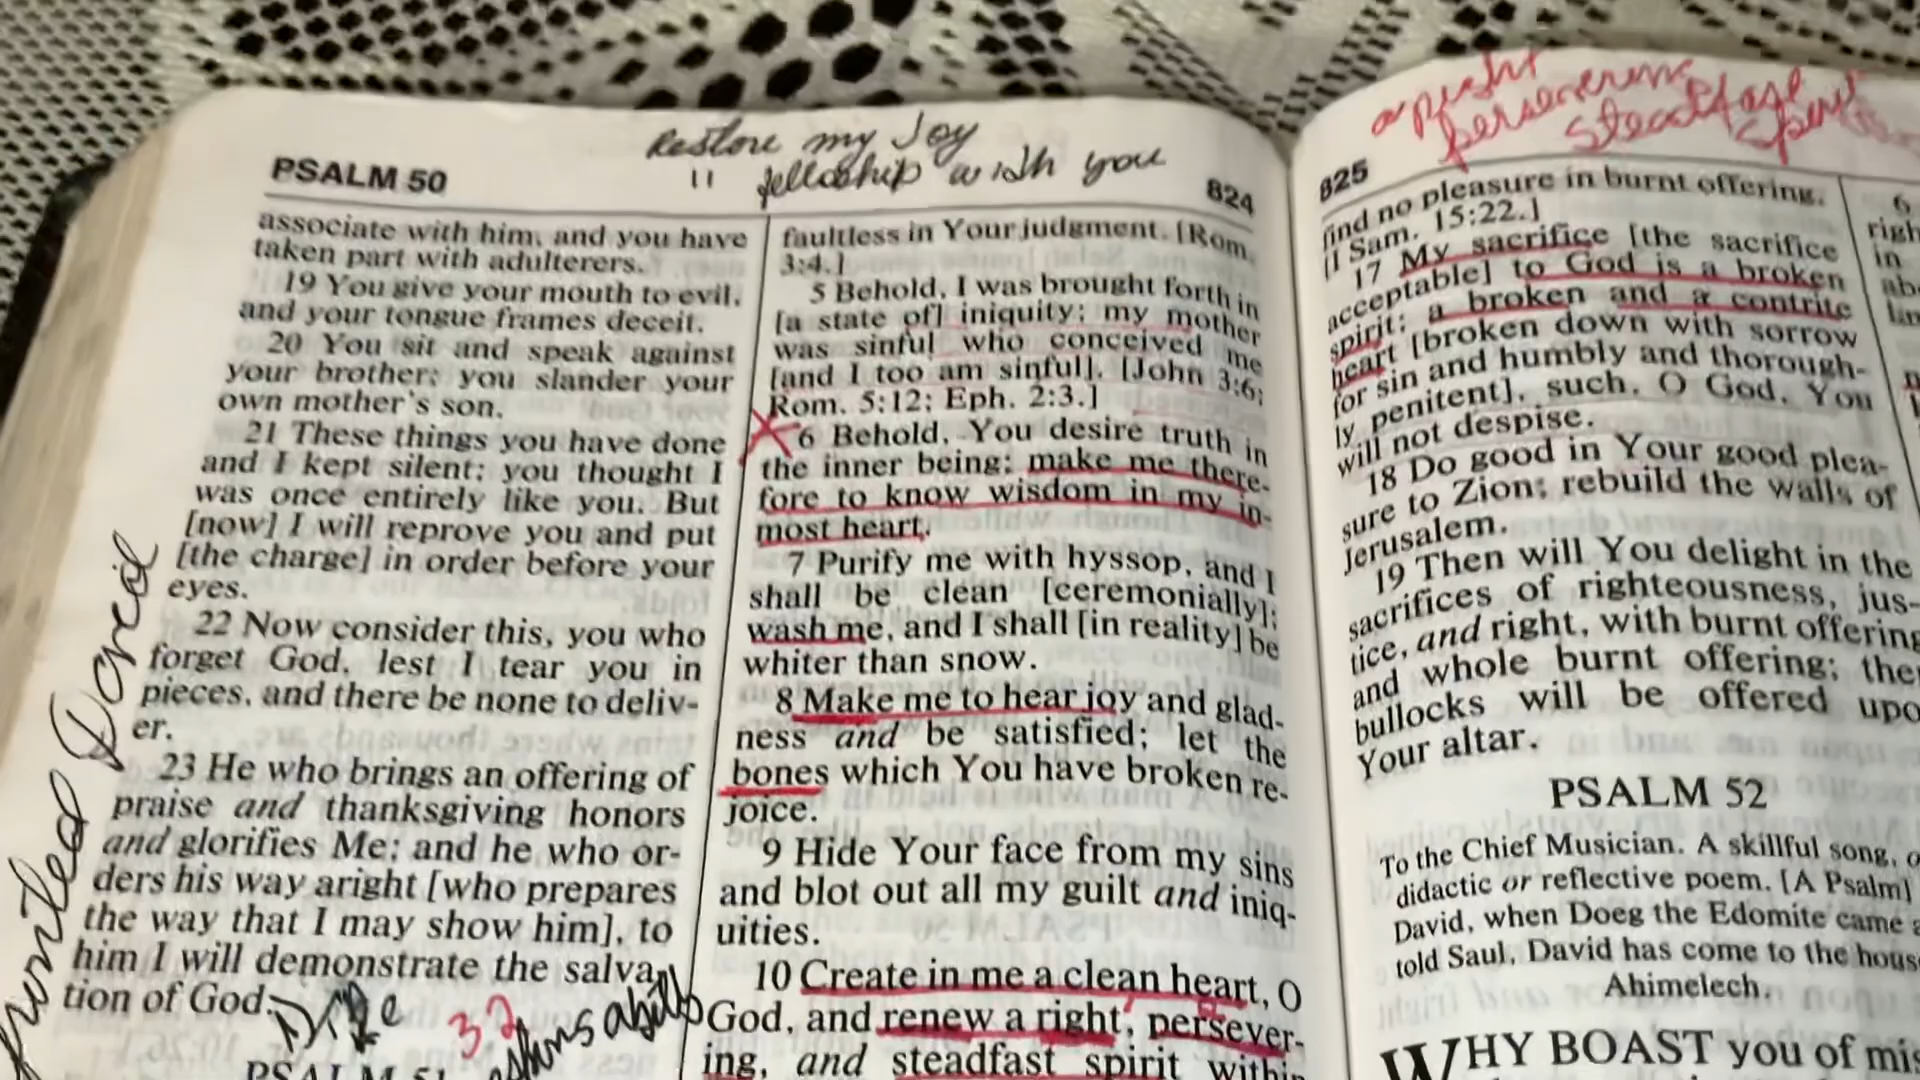 Restore my Joy
11 fellowship with you
PSALM 50
824
associate with him, and you have
taken part with adulterers.
19 You give your mouth to evil,
and your tongue frames deceit.
20 You sit and speak against
your brother; you slander your
own mother's son.
21 These things you have done
and I kept silent; you thought I
was once entirely like you. But
[now] I will reprove you and put
[the charge] in order before your
eyes.
22 Now consider this, you who
forget God, lest I tear you in
pieces, and there be none to deliv-
er.
23 He who brings an offering of
praise and thanksgiving honors
and glorifies Me; and he who or-
ders his way aright [who prepares
the way that I may show him], to
him I will demonstrate the salva-
tion of God.
32
PSALM 51
David
faultless in Your judgment. [Rom.
3:4.]
5 Behold, I was brought forth in
[a state of] iniquity; my mother
was sinful who conceived me
[and I too am sinful]. [John 3:6;
Rom. 5:12; Eph. 2:3.]
6 Behold, You desire truth in
the inner being; make me there-
fore to know wisdom in my in-
most heart.
7 Purify me with hyssop, and I
shall be clean [ceremonially];
wash me, and I shall [in reality] be
whiter than snow.
8 Make me to hear joy and glad-
ness and be satisfied; let the
bones which You have broken re-
joice.
9 Hide Your face from my sins
and blot out all my guilt and iniq-
uities.
10 Create in me a clean heart, O
God, and renew a right, persever-
ing, and steadfast spirit within
a right
persevering
steadfast
spirit
825
find no pleasure in burnt offering.
[I Sam. 15:22.]
17 My sacrifice [the sacrifice
acceptable] to God is a broken
spirit; a broken and a contrite
heart [broken down with sorrow
for sin and humbly and thorough-
ly penitent], such, O God, You
will not despise.
18 Do good in Your good plea-
sure to Zion; rebuild the walls of
Jerusalem.
19 Then will You delight in the
sacrifices of righteousness, jus-
tice, and right, with burnt offering
and whole burnt offering; the
bullocks will be offered upo
Your altar.
PSALM 52
To the Chief Musician. A skillful song, o
didactic or reflective poem. [A Psalm]
David, when Doeg the Edomite came a
told Saul, David has come to the hous
Ahimelech.
WHY BOAST you of mis
6
righ
in